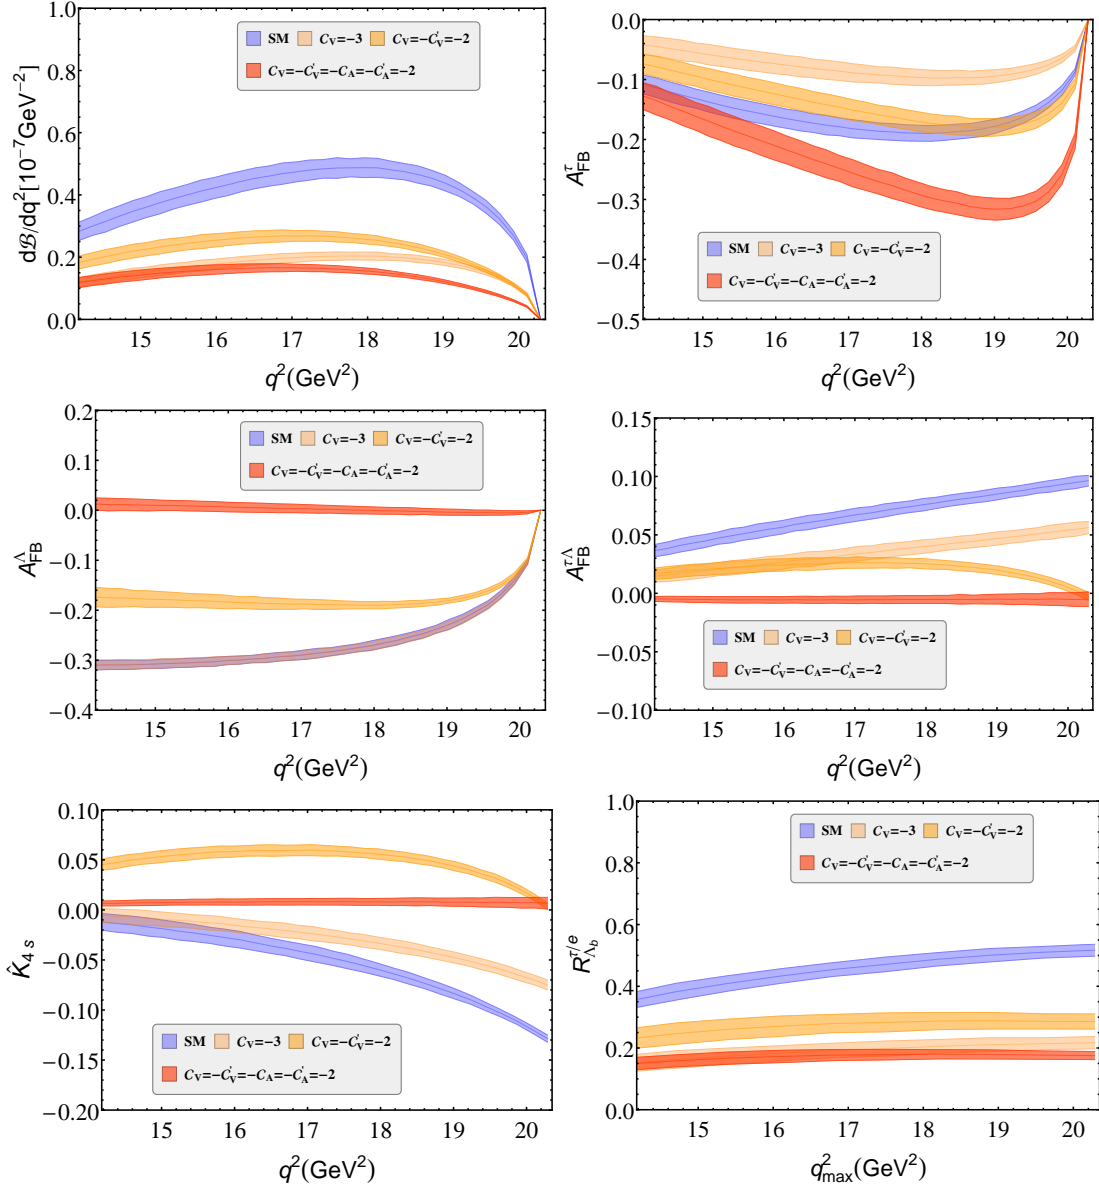 1.0
0.8
0.6
0.4
0.2
0.0
dℬ/dq²[10⁻⁷GeV⁻²]
SM C_V=−3 C_V=−C'_V=−2
C_V=−C'_V=−C_A=−C'_A=−2
15 16 17 18 19 20
q²(GeV²)
0.0
−0.1
−0.2
−0.3
−0.4
−0.5
A^τ_FB
SM C_V=−3 C_V=−C'_V=−2
C_V=−C'_V=−C_A=−C'_A=−2
15 16 17 18 19 20
q²(GeV²)
0.2
0.1
0.0
−0.1
−0.2
−0.3
−0.4
A^Λ_FB
SM C_V=−3 C_V=−C'_V=−2
C_V=−C'_V=−C_A=−C'_A=−2
15 16 17 18 19 20
q²(GeV²)
0.15
0.10
0.05
0.00
−0.05
−0.10
A^τΛ_FB
SM C_V=−3 C_V=−C'_V=−2
C_V=−C'_V=−C_A=−C'_A=−2
15 16 17 18 19 20
q²(GeV²)
0.10
0.05
0.00
−0.05
−0.10
−0.15
−0.20
K̂_4s
SM C_V=−3 C_V=−C'_V=−2
C_V=−C'_V=−C_A=−C'_A=−2
15 16 17 18 19 20
q²(GeV²)
1.0
0.8
0.6
0.4
0.2
0.0
R^τ/e_Λ_b
SM C_V=−3 C_V=−C'_V=−2
C_V=−C'_V=−C_A=−C'_A=−2
15 16 17 18 19 20
q²_max(GeV²)